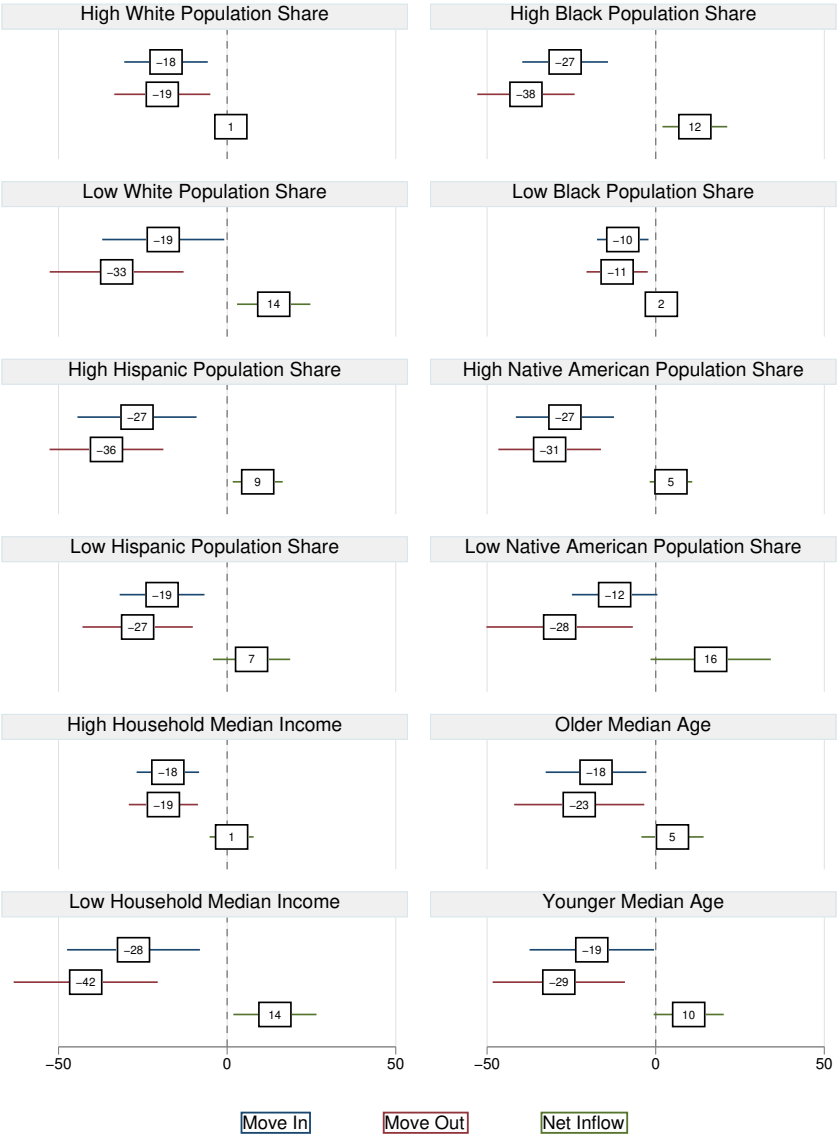 High White Population Share
−18
−19
1
High Black Population Share
−27
−38
12
Low White Population Share
−19
−33
14
Low Black Population Share
−10
−11
2
High Hispanic Population Share
−27
−36
9
High Native American Population Share
−27
−31
5
Low Hispanic Population Share
−19
−27
7
Low Native American Population Share
−12
−28
16
High Household Median Income
−18
−19
1
Older Median Age
−18
−23
5
Low Household Median Income
−28
−42
14
−50 0 50
Younger Median Age
−19
−29
10
−50 0 50
Move In Move Out Net Inflow